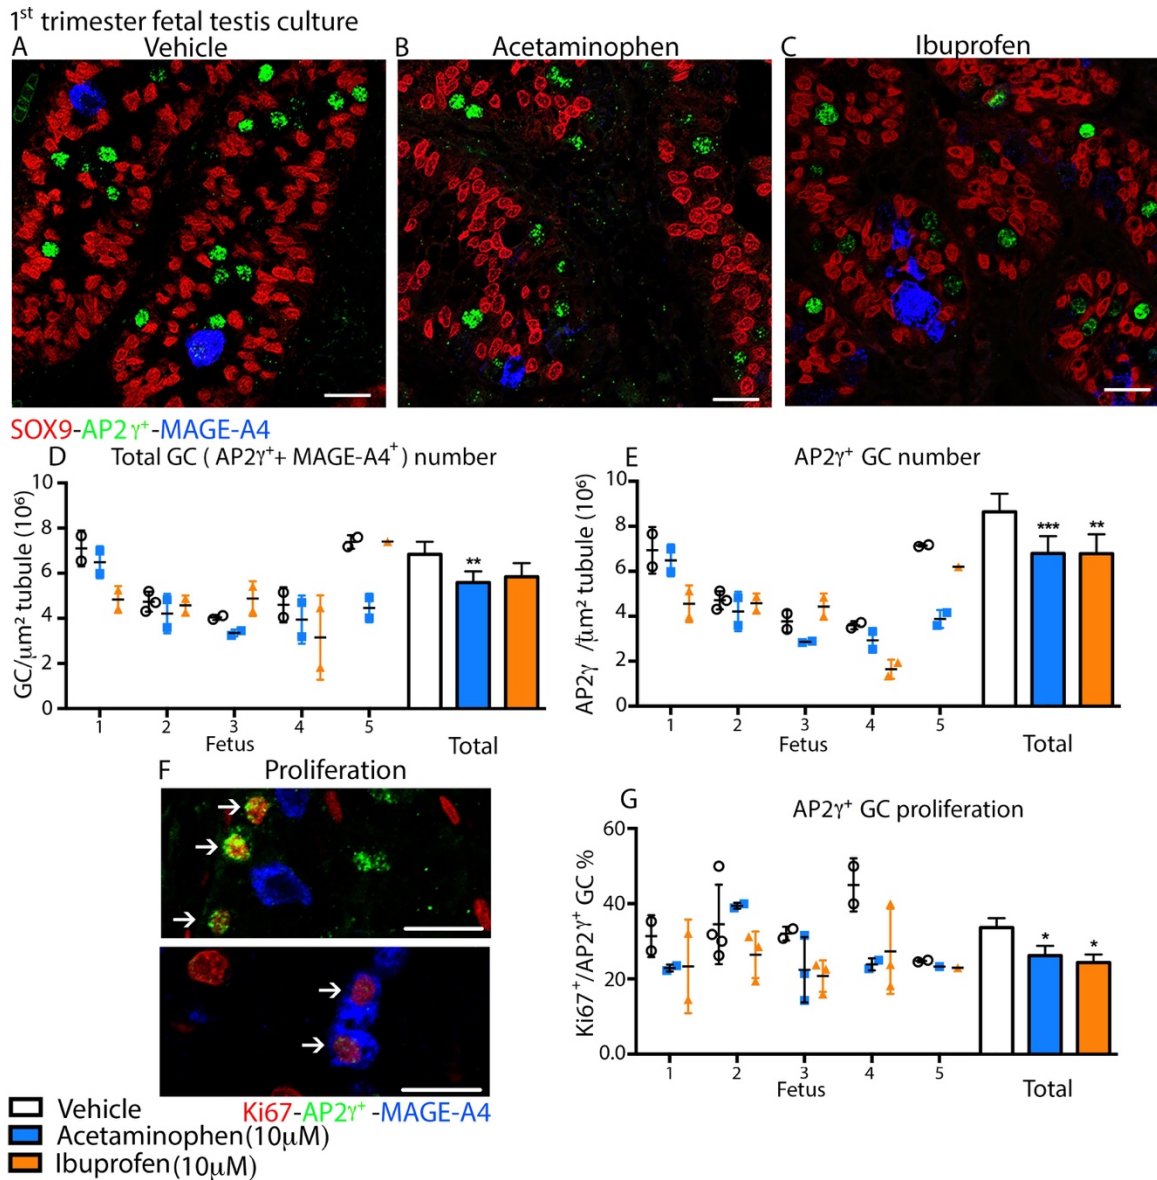 1st trimester fetal testis culture
A Vehicle B Acetaminophen C Ibuprofen
SOX9-AP2γ+-MAGE-A4
D Total GC ( AP2γ++ MAGE-A4+) number
GC/μm² tubule (10⁶)
10
8
6
4
2
0
1 2 3 4 5
Fetus Total
**
E AP2γ+ GC number
AP2γ /μm² tubule (10⁶)
10
8
6
4
2
0
1 2 3 4 5
Fetus Total
*** **
F Proliferation
Ki67-AP2γ+-MAGE-A4
G AP2γ+ GC proliferation
Ki67+/AP2γ+ GC %
60
40
20
0.0
1 2 3 4 5
Fetus Total
* *
Vehicle
Acetaminophen(10μM)
Ibuprofen(10μM)